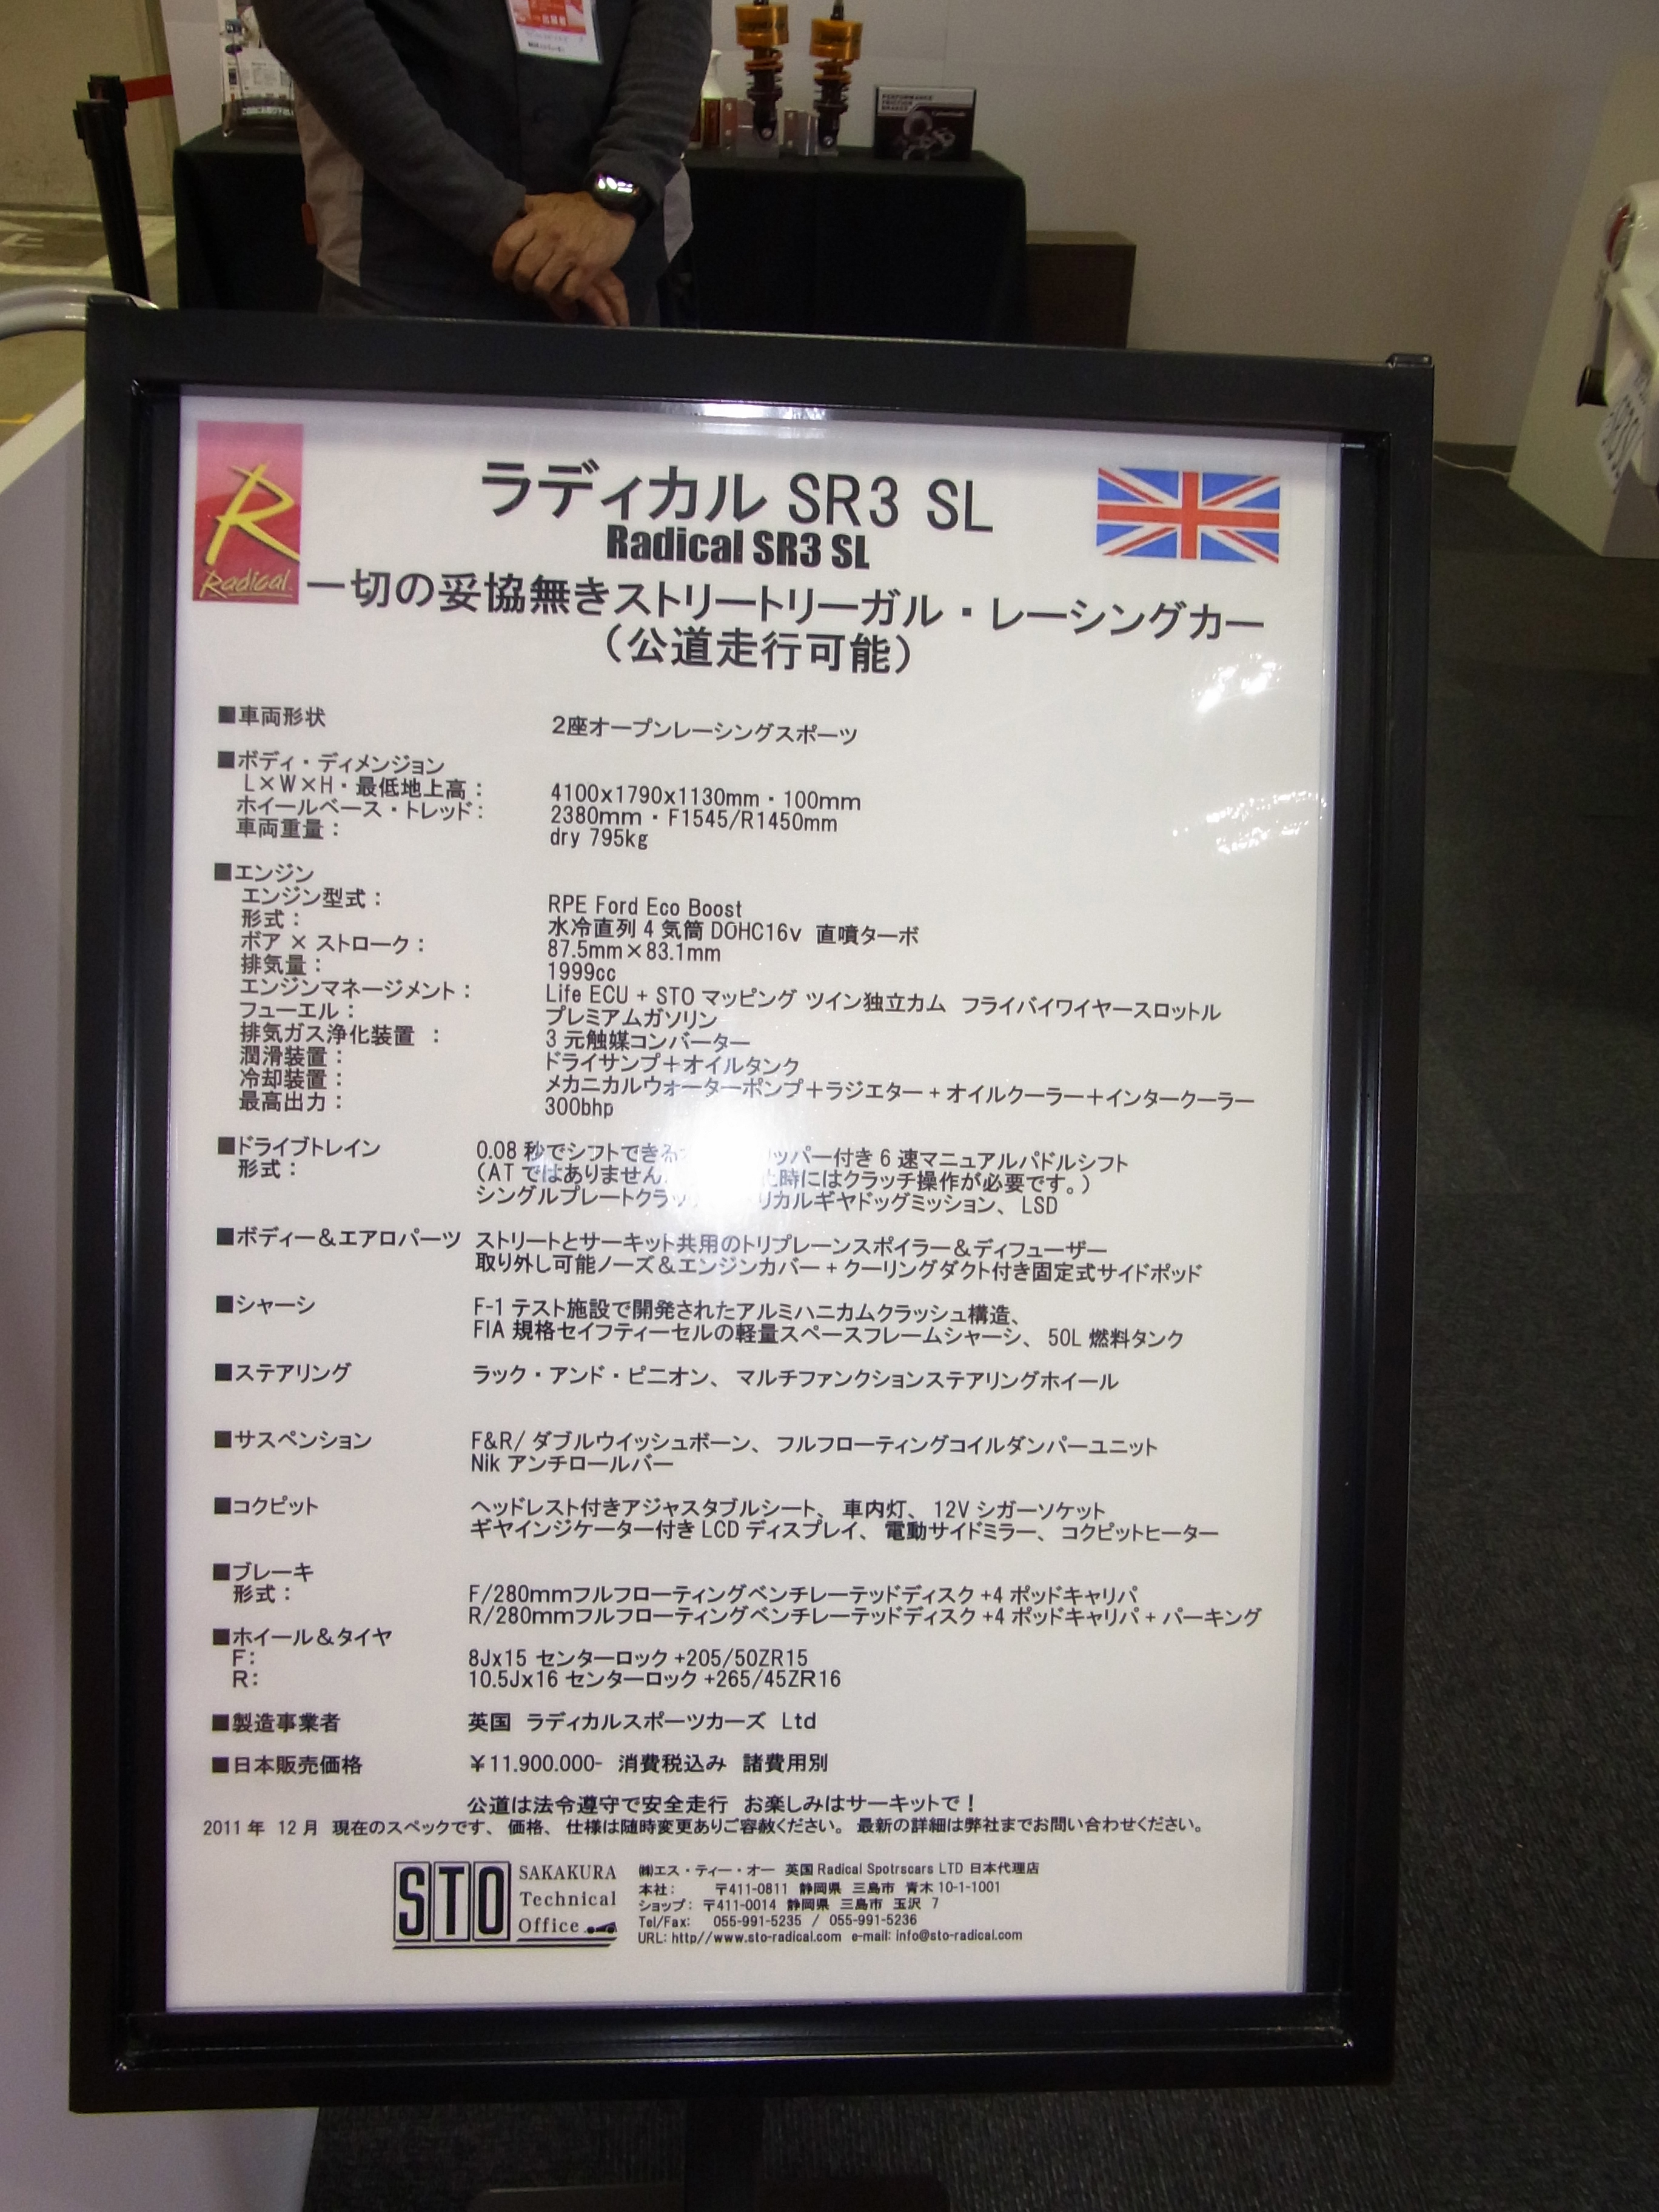 PERFORMANCE
FRICTION
BRAKES
R
Radical
ラディカル SR3 SL
Radical SR3 SL
一切の妥協無きストリートリーガル・レーシングカー
（公道走行可能）
■車両形状 2座オープンレーシングスポーツ
■ボディ・ディメンジョン
L×W×H・最低地上高： 4100x1790x1130mm・100mm
ホイールベース・トレッド： 2380mm・F1545/R1450mm
車両重量： dry 795kg
■エンジン
エンジン型式： RPE Ford Eco Boost
形式： 水冷直列4気筒DOHC16v 直噴ターボ
ボア × ストローク： 87.5mm×83.1mm
排気量： 1999cc
エンジンマネージメント： Life ECU + STO マッピング ツイン独立カム フライバイワイヤースロットル
フューエル： プレミアムガソリン
排気ガス浄化装置 ： 3元触媒コンバーター
潤滑装置： ドライサンプ＋オイルタンク
冷却装置： メカニカルウォーターポンプ＋ラジエター + オイルクーラー＋インタークーラー
最高出力： 300bhp
■ドライブトレイン 0.08 秒でシフトできる ッパー付き 6 速マニュアルパドルシフト
形式： （AT ではありません 時にはクラッチ操作が必要です。）
シングルプレートクラッ リカルギヤドッグミッション、 LSD
■ボディー＆エアロパーツ ストリートとサーキット共用のトリプレーンスポイラー＆ディフューザー
取り外し可能ノーズ＆エンジンカバー + クーリングダクト付き固定式サイドポッド
■シャーシ F-1 テスト施設で開発されたアルミハニカムクラッシュ構造、
FIA 規格セイフティーセルの軽量スペースフレームシャーシ、 50L 燃料タンク
■ステアリング ラック・アンド・ピニオン、 マルチファンクションステアリングホイール
■サスペンション F&R/ ダブルウイッシュボーン、 フルフローティングコイルダンパーユニット
Nik アンチロールバー
■コクピット ヘッドレスト付きアジャスタブルシート、 車内灯、 12V シガーソケット
ギヤインジケーター付き LCD ディスプレイ、 電動サイドミラー、 コクピットヒーター
■ブレーキ
形式： F/280mmフルフローティングベンチレーテッドディスク +4 ポッドキャリパ
R/280mmフルフローティングベンチレーテッドディスク +4 ポッドキャリパ + パーキング
■ホイール＆タイヤ
F: 8Jx15 センターロック +205/50ZR15
R: 10.5Jx16 センターロック +265/45ZR16
■製造事業者 英国 ラディカルスポーツカーズ Ltd
■日本販売価格 ￥11.900.000- 消費税込み 諸費用別
公道は法令遵守で安全走行 お楽しみはサーキットで！
2011 年 12 月 現在のスペックです、 価格、 仕様は随時変更ありご容赦ください。 最新の詳細は弊社までお問い合わせください。
STO
SAKAKURA
Technical
Office
㈱エス・ティー・オー 英国 Radical Spotrscars LTD 日本代理店
本社： 〒411-0811 静岡県 三島市 青木 10-1-1001
ショップ： 〒411-0014 静岡県 三島市 玉沢 7
Tel/Fax: 055-991-5235 / 055-991-5236
URL: http//www.sto-radical.com e-mail: info@sto-radical.com